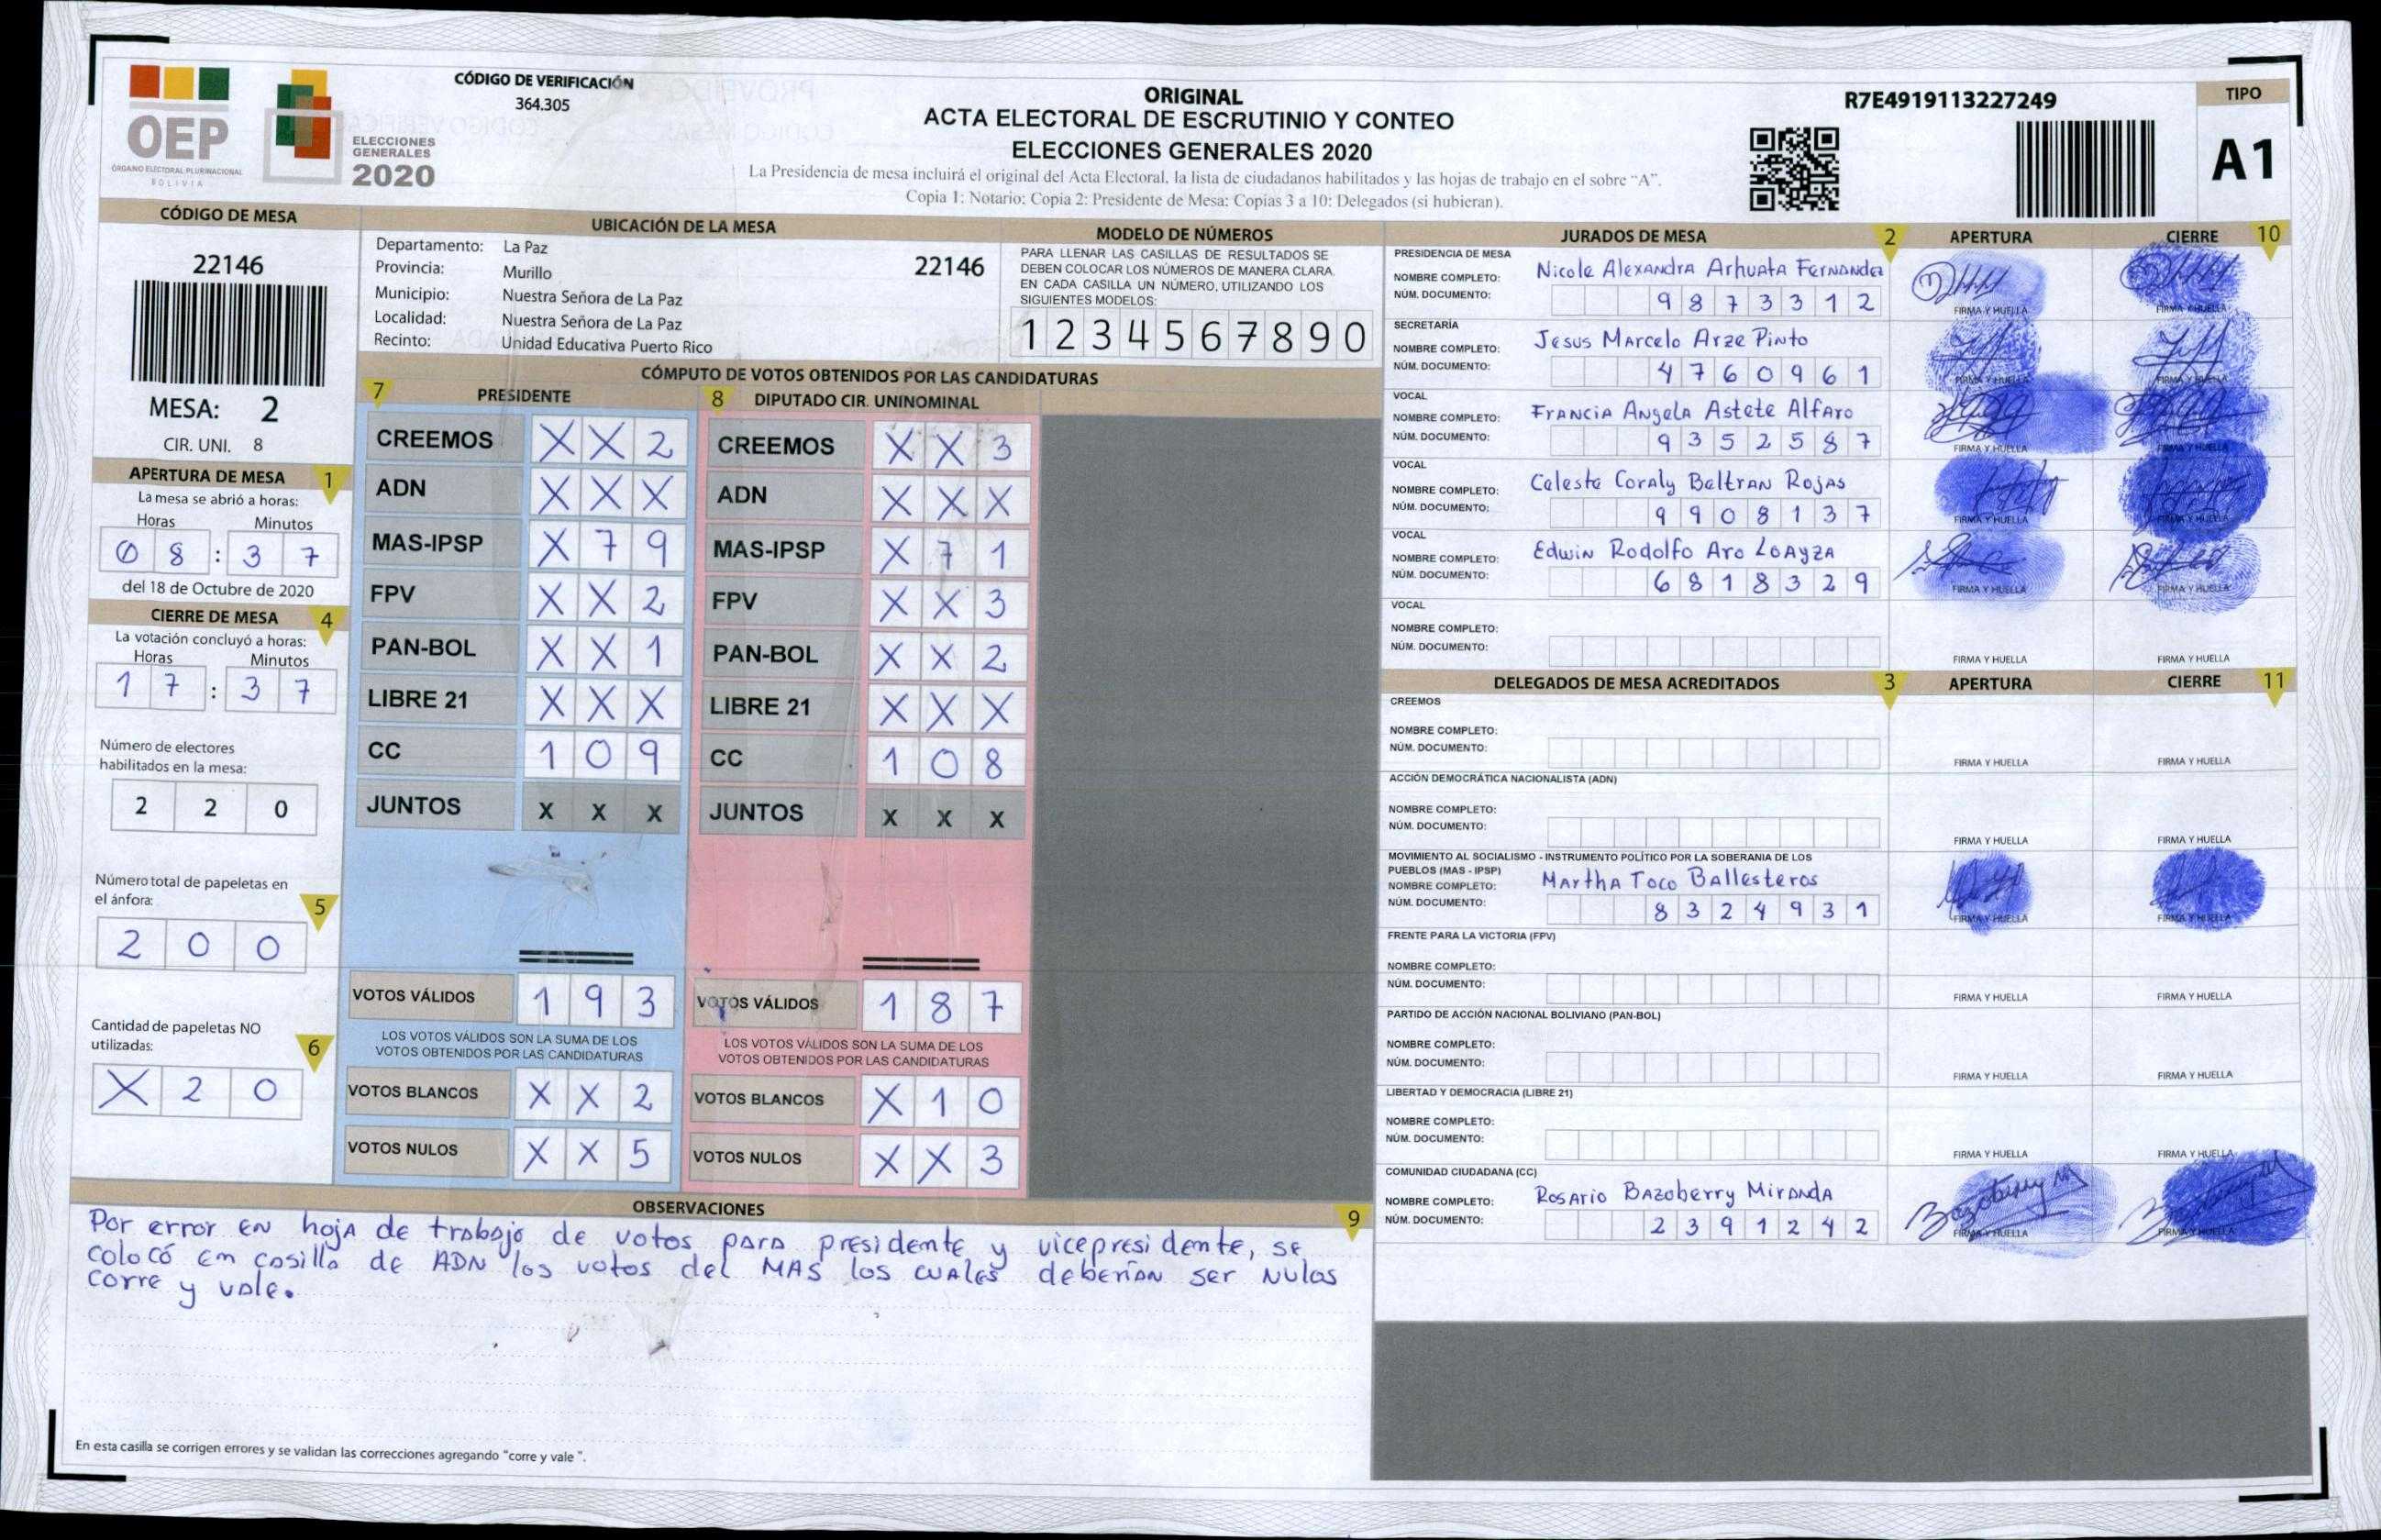 CÓDIGO DE VERIFICACIÓN
364.305
OEP
ÓRGANO ELECTORAL PLURINACIONAL
BOLIVIA
ELECCIONES
GENERALES
2020
ORIGINAL
ACTA ELECTORAL DE ESCRUTINIO Y CONTEO
ELECCIONES GENERALES 2020
La Presidencia de mesa incluirá el original del Acta Electoral, la lista de ciudadanos habilitados y las hojas de trabajo en el sobre “A”.
Copia 1: Notario: Copia 2: Presidente de Mesa: Copias 3 a 10: Delegados (si hubieran).
R7E4919113227249
TIPO
A1
CÓDIGO DE MESA
22146
MESA: 2
CIR. UNI. 8
APERTURA DE MESA 1
La mesa se abrió a horas:
Horas Minutos
0 8 : 3 7
del 18 de Octubre de 2020
CIERRE DE MESA 4
La votación concluyó a horas:
Horas Minutos
1 7 : 3 7
Número de electores
habilitados en la mesa:
2 2 0
Número total de papeletas en
el ánfora:
5
2 0 0
Cantidad de papeletas NO
utilizadas:
6
X 2 0
UBICACIÓN DE LA MESA
Departamento: La Paz
Provincia: Murillo
22146
Municipio: Nuestra Señora de La Paz
Localidad: Nuestra Señora de La Paz
Recinto: Unidad Educativa Puerto Rico
MODELO DE NÚMEROS
PARA LLENAR LAS CASILLAS DE RESULTADOS SE
DEBEN COLOCAR LOS NÚMEROS DE MANERA CLARA.
EN CADA CASILLA UN NÚMERO, UTILIZANDO LOS
SIGUIENTES MODELOS:
1 2 3 4 5 6 7 8 9 0
CÓMPUTO DE VOTOS OBTENIDOS POR LAS CANDIDATURAS
7 PRESIDENTE
CREEMOS X X 2
ADN X X X
MAS-IPSP X 7 9
FPV X X 2
PAN-BOL X X 1
LIBRE 21 X X X
CC 1 0 9
JUNTOS X X X
VOTOS VÁLIDOS 1 9 3
LOS VOTOS VÁLIDOS SON LA SUMA DE LOS
VOTOS OBTENIDOS POR LAS CANDIDATURAS
VOTOS BLANCOS X X 2
VOTOS NULOS X X 5
8 DIPUTADO CIR. UNINOMINAL
CREEMOS X X 3
ADN X X X
MAS-IPSP X 7 1
FPV X X 3
PAN-BOL X X 2
LIBRE 21 X X X
CC 1 0 8
JUNTOS X X X
VOTOS VÁLIDOS 1 8 7
LOS VOTOS VÁLIDOS SON LA SUMA DE LOS
VOTOS OBTENIDOS POR LAS CANDIDATURAS
VOTOS BLANCOS X 1 0
VOTOS NULOS X X 3
OBSERVACIONES 9
Por error en hoja de trabajo de votos para presidente y vicepresidente, se
colocó em casilla de ADN los votos del MAS los cuales deberían ser nulos
corre y vale.
En esta casilla se corrigen errores y se validan las correcciones agregando "corre y vale ".
JURADOS DE MESA 2 APERTURA CIERRE 10
PRESIDENCIA DE MESA
NOMBRE COMPLETO: Nicole Alexandra Arhuata Fernandez
NÚM. DOCUMENTO: 9 8 7 3 3 1 2
FIRMA Y HUELLA FIRMA Y HUELLA
SECRETARÍA
NOMBRE COMPLETO: Jesus Marcelo Arze Pinto
NÚM. DOCUMENTO: 4 7 6 0 9 6 1
FIRMA Y HUELLA FIRMA Y HUELLA
VOCAL
NOMBRE COMPLETO: Francia Angela Astete Alfaro
NÚM. DOCUMENTO: 9 3 5 2 5 8 7
FIRMA Y HUELLA FIRMA Y HUELLA
VOCAL
NOMBRE COMPLETO: Celeste Coraly Beltran Rojas
NÚM. DOCUMENTO: 9 9 0 8 1 3 7
FIRMA Y HUELLA FIRMA Y HUELLA
VOCAL
NOMBRE COMPLETO: Edwin Rodolfo Aro Loayza
NÚM. DOCUMENTO: 6 8 1 8 3 2 9
FIRMA Y HUELLA FIRMA Y HUELLA
VOCAL
NOMBRE COMPLETO:
NÚM. DOCUMENTO:
FIRMA Y HUELLA FIRMA Y HUELLA
DELEGADOS DE MESA ACREDITADOS 3 APERTURA CIERRE 11
CREEMOS
NOMBRE COMPLETO:
NÚM. DOCUMENTO:
FIRMA Y HUELLA FIRMA Y HUELLA
ACCIÓN DEMOCRÁTICA NACIONALISTA (ADN)
NOMBRE COMPLETO:
NÚM. DOCUMENTO:
FIRMA Y HUELLA FIRMA Y HUELLA
MOVIMIENTO AL SOCIALISMO - INSTRUMENTO POLÍTICO POR LA SOBERANIA DE LOS
PUEBLOS (MAS - IPSP)
NOMBRE COMPLETO: Martha Toco Ballesteros
NÚM. DOCUMENTO: 8 3 2 4 9 3 1
FIRMA Y HUELLA FIRMA Y HUELLA
FRENTE PARA LA VICTORIA (FPV)
NOMBRE COMPLETO:
NÚM. DOCUMENTO:
FIRMA Y HUELLA FIRMA Y HUELLA
PARTIDO DE ACCIÓN NACIONAL BOLIVIANO (PAN-BOL)
NOMBRE COMPLETO:
NÚM. DOCUMENTO:
FIRMA Y HUELLA FIRMA Y HUELLA
LIBERTAD Y DEMOCRACIA (LIBRE 21)
NOMBRE COMPLETO:
NÚM. DOCUMENTO:
FIRMA Y HUELLA FIRMA Y HUELLA
COMUNIDAD CIUDADANA (CC)
NOMBRE COMPLETO: Rosario Bazoberry Miranda
NÚM. DOCUMENTO: 2 3 9 1 2 4 2
FIRMA Y HUELLA FIRMA Y HUELLA